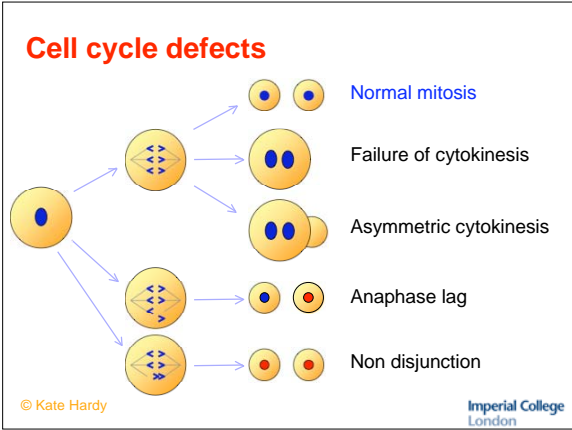 Cell cycle defects
Normal mitosis
Failure of cytokinesis
Asymmetric cytokinesis
Anaphase lag
Non disjunction
© Kate Hardy
Imperial College
London